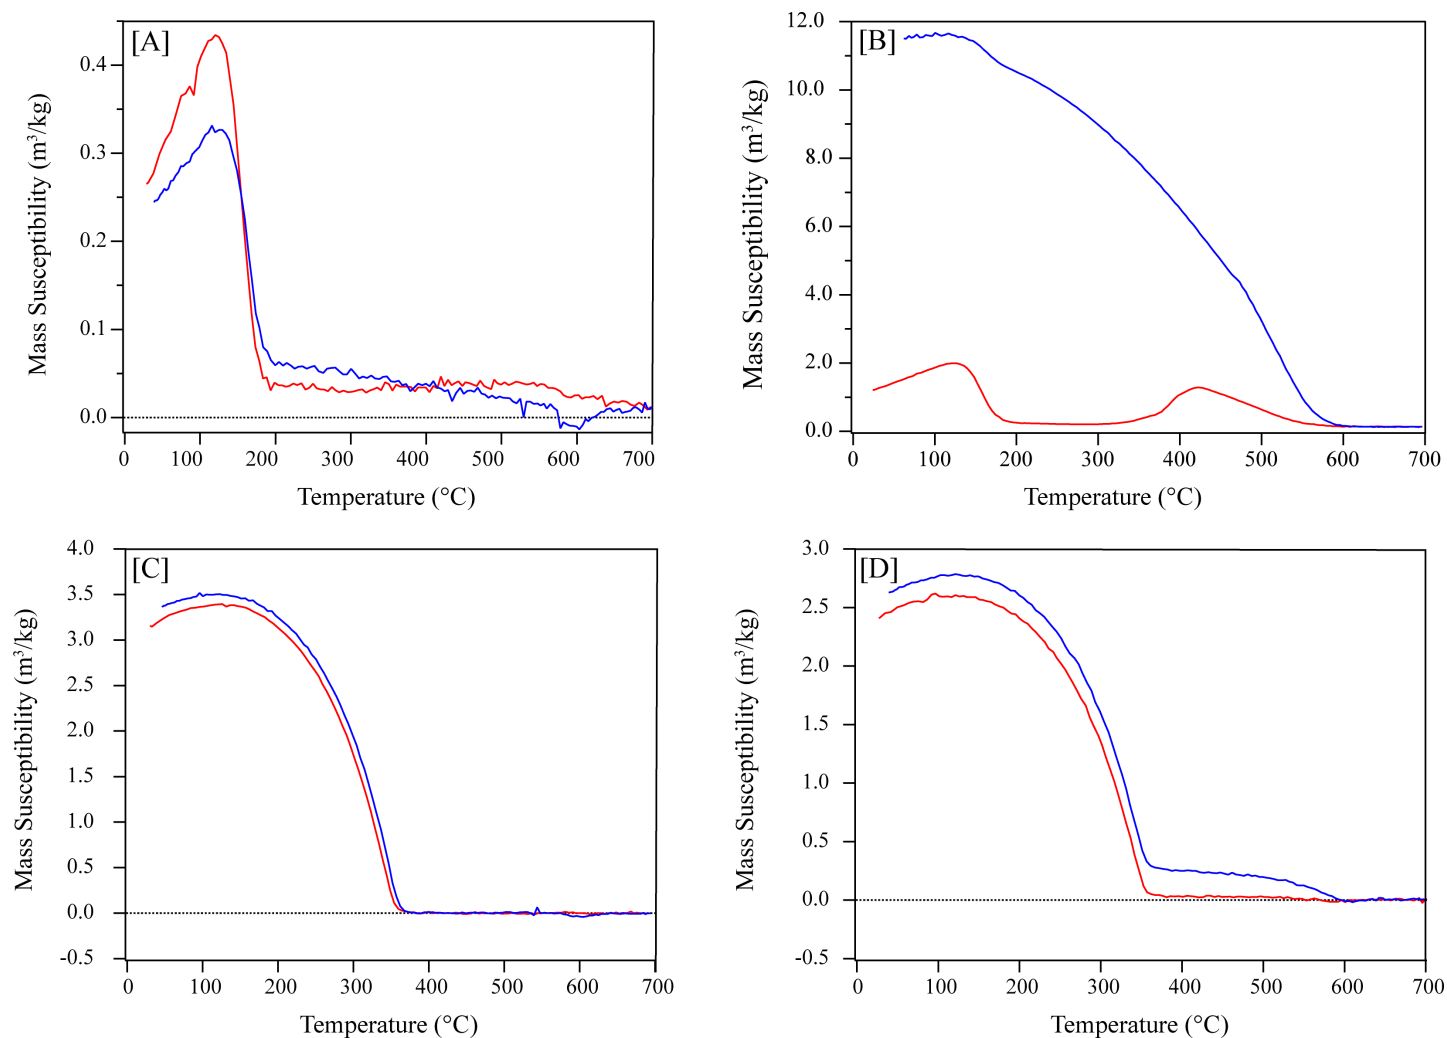 [A]
Mass Susceptibility (m³/kg)
0.4
0.3
0.2
0.1
0.0
0 100 200 300 400 500 600 700
Temperature (°C)
[B]
Mass Susceptibility (m³/kg)
12.0
10.0
8.0
6.0
4.0
2.0
0.0
0 100 200 300 400 500 600 700
Temperature (°C)
[C]
Mass Susceptibility (m³/kg)
4.0
3.5
3.0
2.5
2.0
1.5
1.0
0.5
0.0
-0.5
0 100 200 300 400 500 600 700
Temperature (°C)
[D]
Mass Susceptibility (m³/kg)
3.0
2.5
2.0
1.5
1.0
0.5
0.0
-0.5
0 100 200 300 400 500 600 700
Temperature (°C)